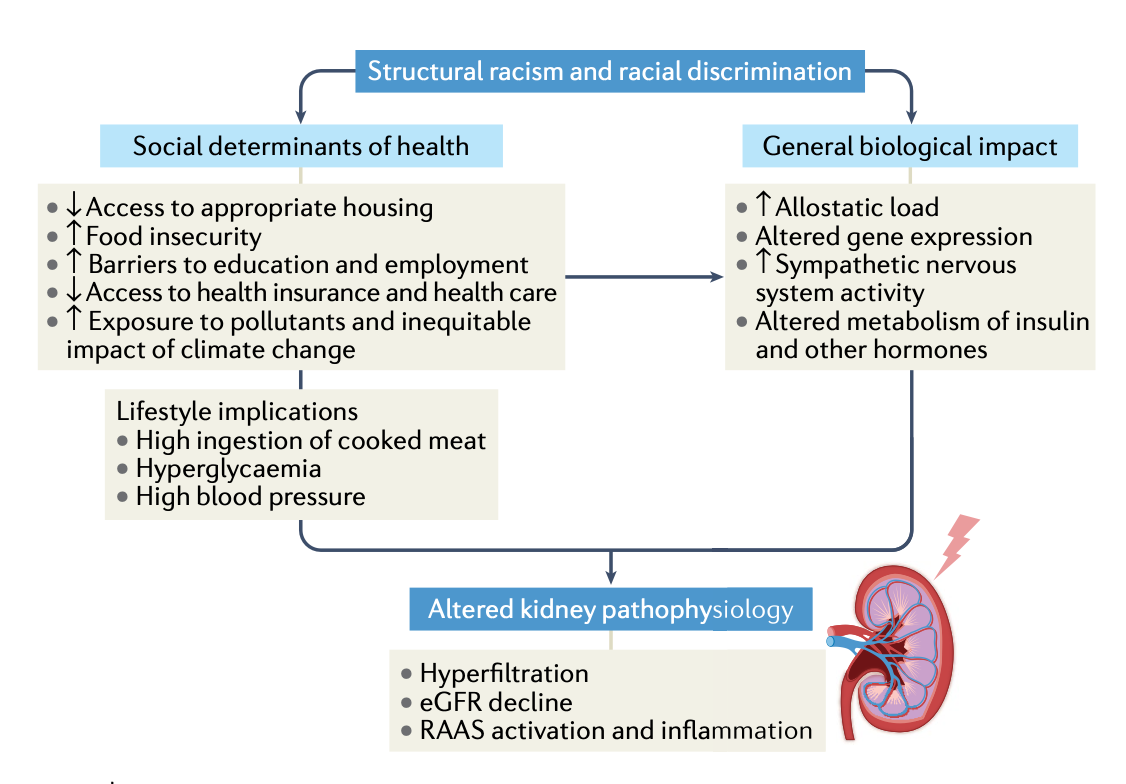 Structural racism and racial discrimination
Social determinants of health
General biological impact
• ↓ Access to appropriate housing
• ↑ Food insecurity
• ↑ Barriers to education and employment
• ↓ Access to health insurance and health care
• ↑ Exposure to pollutants and inequitable
impact of climate change
• ↑ Allostatic load
• Altered gene expression
• ↑ Sympathetic nervous
system activity
• Altered metabolism of insulin
and other hormones
Lifestyle implications
• High ingestion of cooked meat
• Hyperglycaemia
• High blood pressure
Altered kidney pathophysiology
• Hyperfiltration
• eGFR decline
• RAAS activation and inflammation